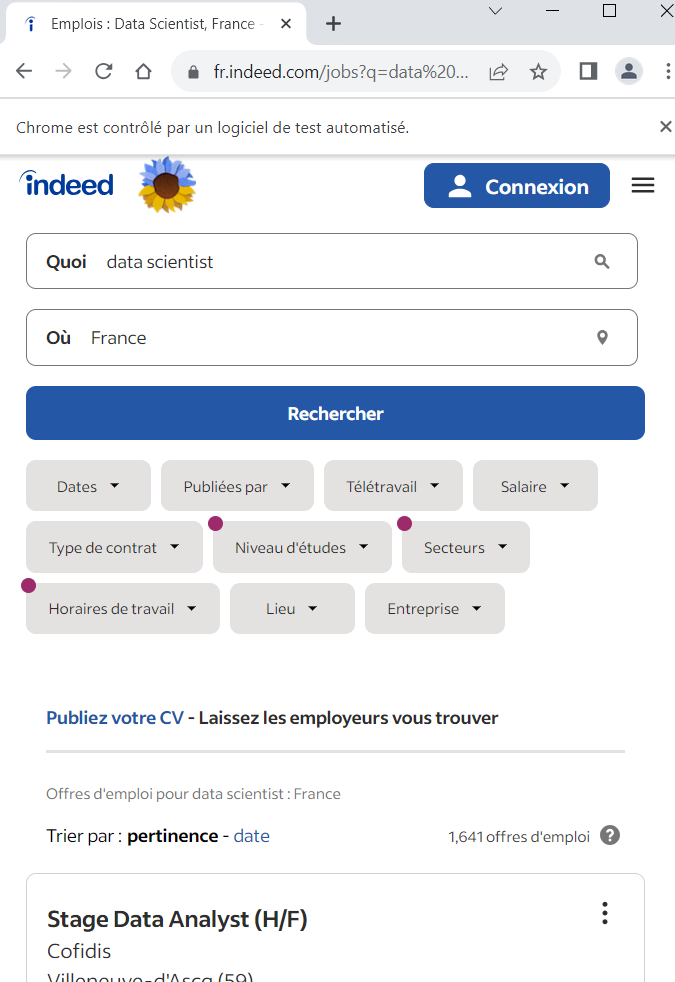 Emplois : Data Scientist, France -
fr.indeed.com/jobs?q=data%20...
Chrome est contrôlé par un logiciel de test automatisé.
indeed
Connexion
Quoi data scientist
Où France
Rechercher
Dates Publiées par Télétravail Salaire
Type de contrat Niveau d'études Secteurs
Horaires de travail Lieu Entreprise
Publiez votre CV - Laissez les employeurs vous trouver
Offres d'emploi pour data scientist : France
Trier par : pertinence - date 1,641 offres d'emploi ?
Stage Data Analyst (H/F)
Cofidis
Villeneuve-d'Ascq (59)